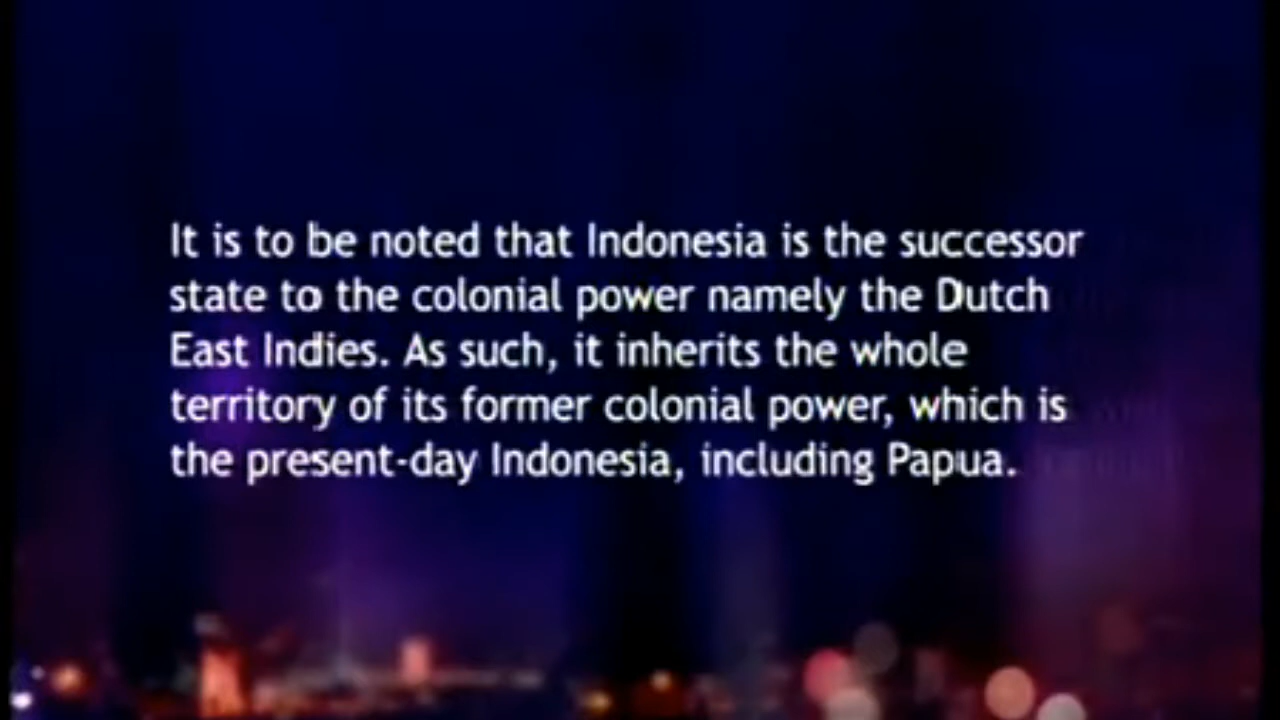 It is to be noted that Indonesia is the successor
state to the colonial power namely the Dutch
East Indies. As such, it inherits the whole
territory of its former colonial power, which is
the present-day Indonesia, including Papua.